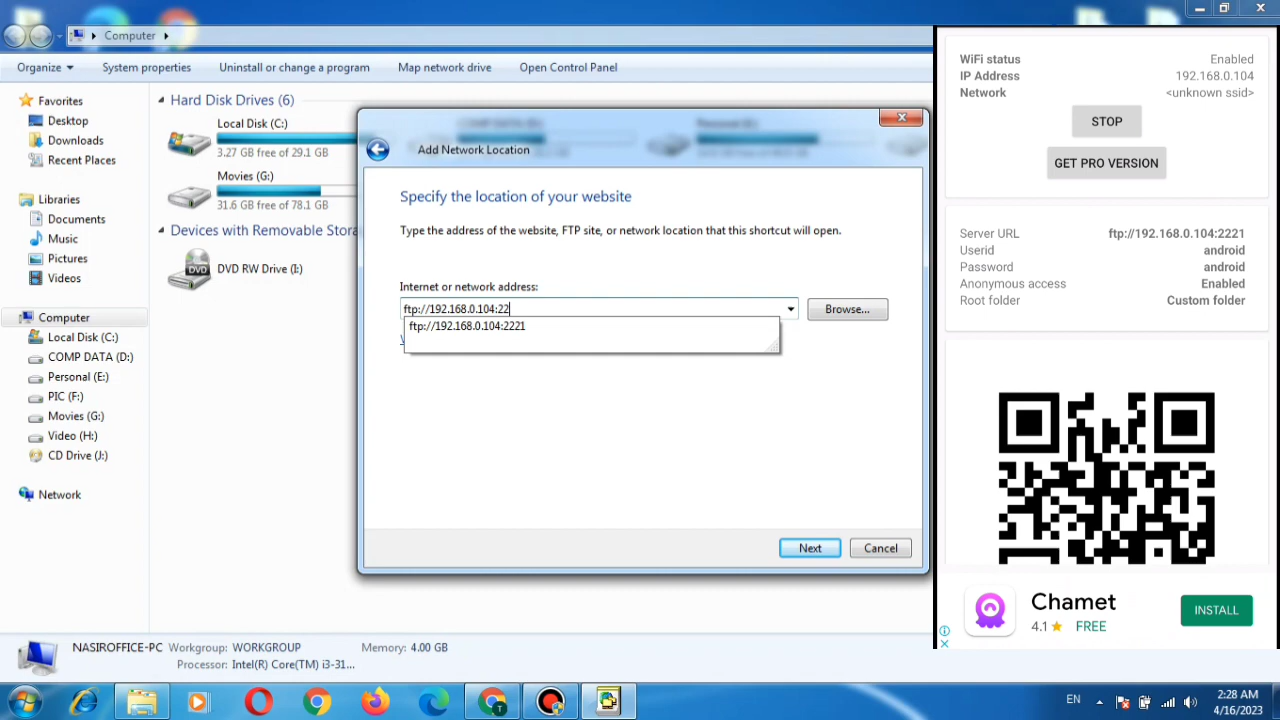 Computer
Organize
System properties
Uninstall or change a program
Map network drive
Open Control Panel
Favorites
Desktop
Downloads
Recent Places
Libraries
Documents
Music
Pictures
Videos
Computer
Local Disk (C:)
COMP DATA (D:)
Personal (E:)
PIC (F:)
Movies (G:)
Video (H:)
CD Drive (J:)
Network
Hard Disk Drives (6)
Local Disk (C:)
3.27 GB free of 29.1 GB
Movies (G:)
31.6 GB free of 78.1 GB
Devices with Removable Stora
DVD RW Drive (I:)
DVD
Add Network Location
Specify the location of your website
Type the address of the website, FTP site, or network location that this shortcut will open.
Internet or network address:
ftp://192.168.0.104:22
Browse...
ftp://192.168.0.104:2221
Next
Cancel
WiFi status Enabled
IP Address 192.168.0.104
Network <unknown ssid>
STOP
GET PRO VERSION
Server URL ftp://192.168.0.104:2221
Userid android
Password android
Anonymous access Enabled
Root folder Custom folder
Chamet
4.1 ★ FREE
INSTALL
NASIROFFICE-PC Workgroup: WORKGROUP Memory: 4.00 GB
Processor: Intel(R) Core(TM) i3-31...
EN
2:28 AM
4/16/2023